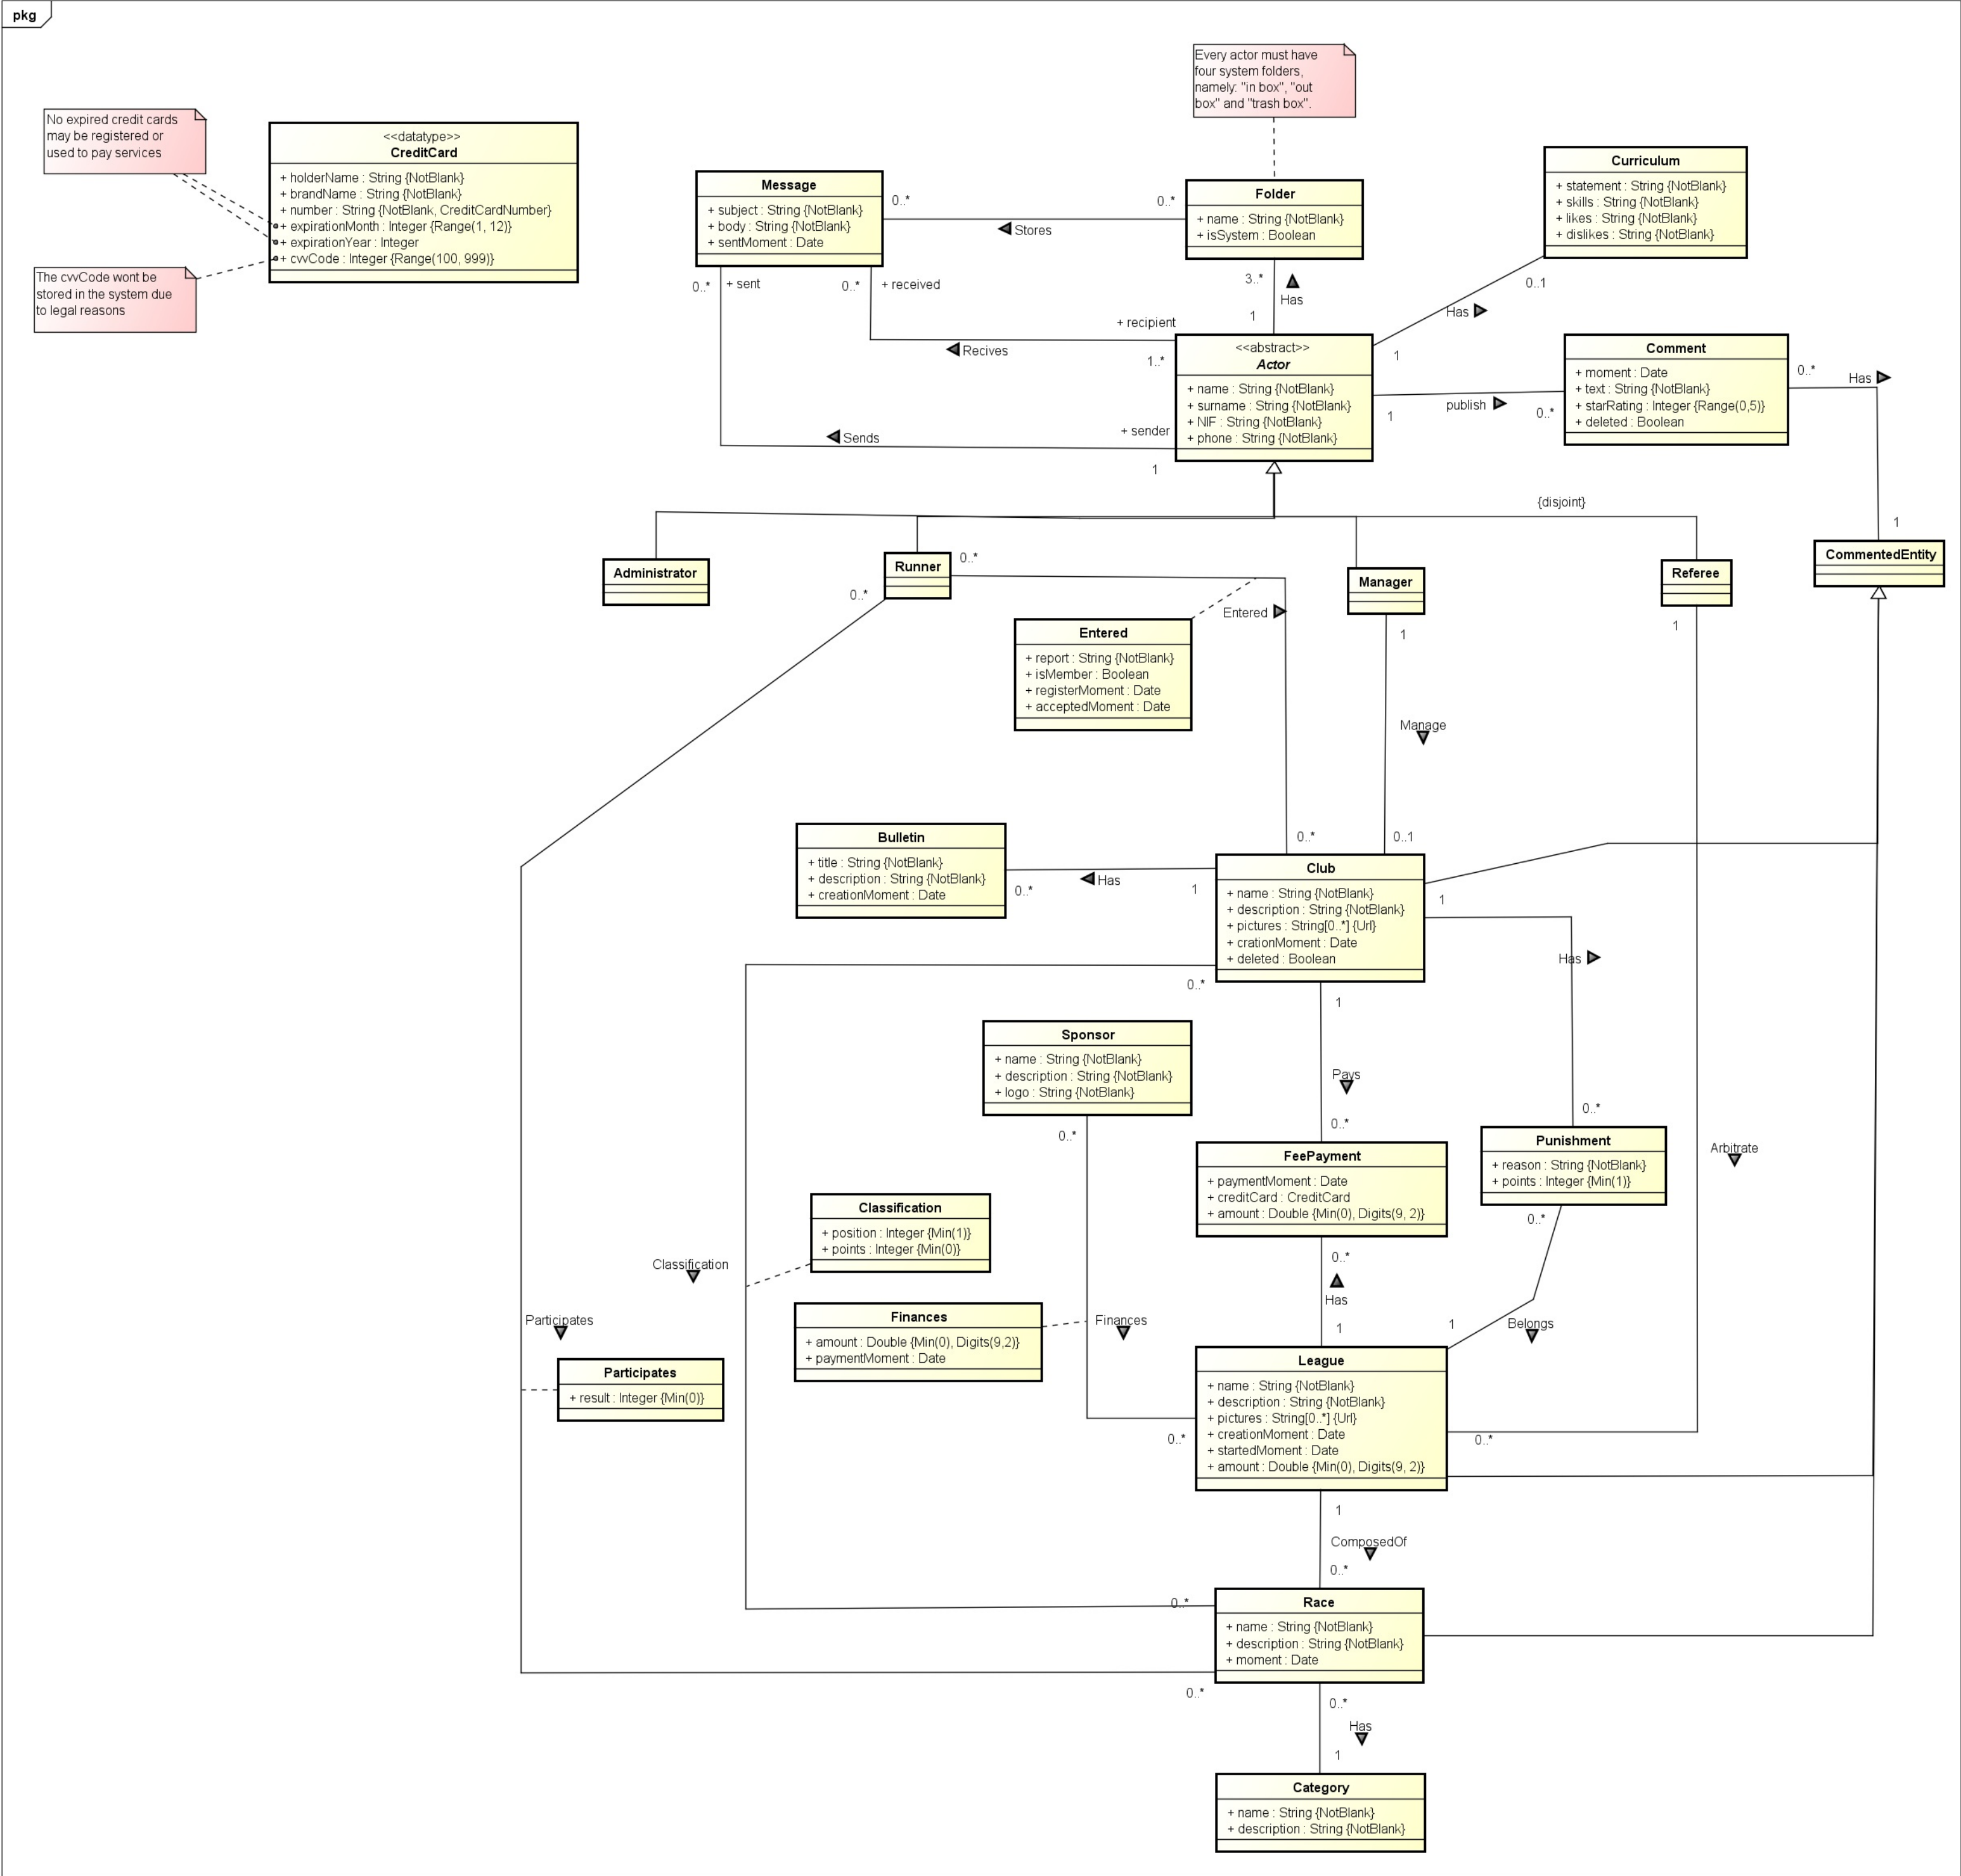 pkg
Every actor must have
four system folders,
namely: "in box", "out
box" and "trash box".
No expired credit cards
may be registered or
used to pay services
<<datatype>>
CreditCard
+ holderName : String {NotBlank}
+ brandName : String {NotBlank}
+ number : String {NotBlank, CreditCardNumber}
+ expirationMonth : Integer {Range(1, 12)}
+ expirationYear : Integer
+ cvvCode : Integer {Range(100, 999)}
The cvvCode wont be
stored in the system due
to legal reasons
Message
+ subject : String {NotBlank}
+ body : String {NotBlank}
+ sentMoment : Date
0..*
0..*
Stores
Folder
+ name : String {NotBlank}
+ isSystem : Boolean
Curriculum
+ statement : String {NotBlank}
+ skills : String {NotBlank}
+ likes : String {NotBlank}
+ dislikes : String {NotBlank}
0..*
+ sent
0..*
+ received
3..*
Has
1
0..1
Has
1
+ recipient
1..*
Recives
<<abstract>>
Actor
+ name : String {NotBlank}
+ surname : String {NotBlank}
+ NIF : String {NotBlank}
+ phone : String {NotBlank}
Comment
+ moment : Date
+ text : String {NotBlank}
+ starRating : Integer {Range(0,5)}
+ deleted : Boolean
0..*
Has
1
publish
0..*
1
+ sender
Sends
1
{disjoint}
1
Administrator
Runner
0..*
0..*
Manager
Referee
CommentedEntity
Entered
1
1
Entered
+ report : String {NotBlank}
+ isMember : Boolean
+ registerMoment : Date
+ acceptedMoment : Date
Manage
Bulletin
+ title : String {NotBlank}
+ description : String {NotBlank}
+ creationMoment : Date
0..*
Has
1
0..*
0..1
Club
+ name : String {NotBlank}
+ description : String {NotBlank}
+ pictures : String[0..*] {Url}
+ crationMoment : Date
+ deleted : Boolean
1
Has
0..*
1
Sponsor
+ name : String {NotBlank}
+ description : String {NotBlank}
+ logo : String {NotBlank}
0..*
Pays
0..*
0..*
FeePayment
+ paymentMoment : Date
+ creditCard : CreditCard
+ amount : Double {Min(0), Digits(9, 2)}
Punishment
+ reason : String {NotBlank}
+ points : Integer {Min(1)}
Arbitrate
0..*
Classification
+ position : Integer {Min(1)}
+ points : Integer {Min(0)}
Classification
0..*
Has
1
1
Belongs
Finances
+ amount : Double {Min(0), Digits(9,2)}
+ paymentMoment : Date
Finances
Participates
Participates
+ result : Integer {Min(0)}
League
+ name : String {NotBlank}
+ description : String {NotBlank}
+ pictures : String[0..*] {Url}
+ creationMoment : Date
+ startedMoment : Date
+ amount : Double {Min(0), Digits(9, 2)}
0..*
0..*
1
ComposedOf
0..*
0..*
Race
+ name : String {NotBlank}
+ description : String {NotBlank}
+ moment : Date
0..*
0..*
Has
1
Category
+ name : String {NotBlank}
+ description : String {NotBlank}